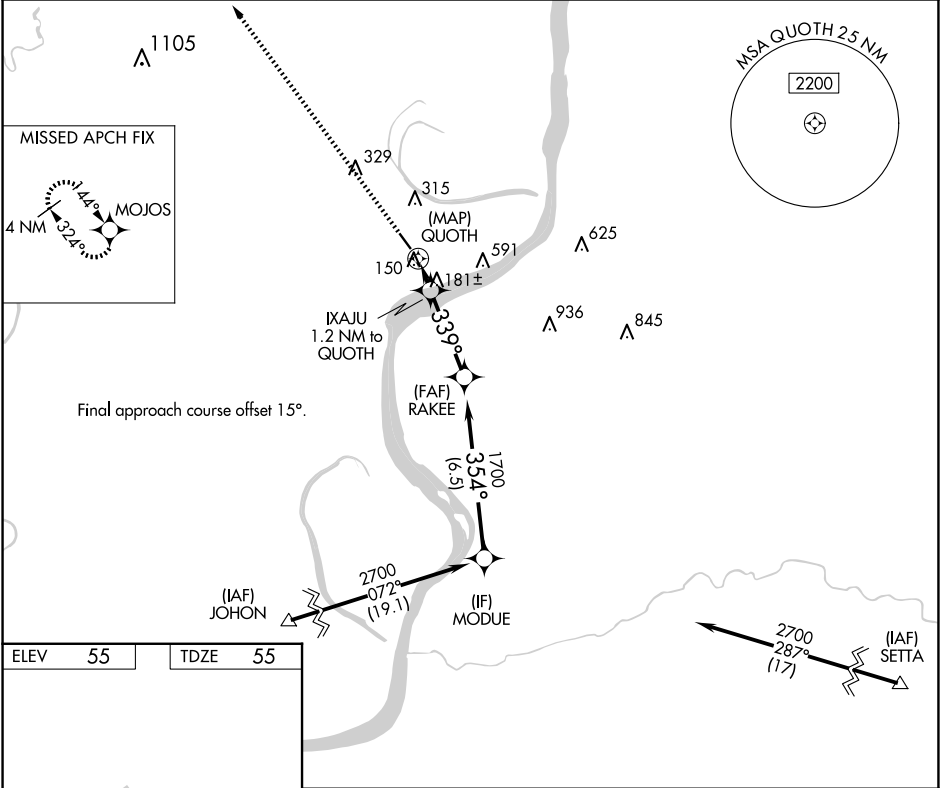 1105
MSA QUOTH 25 NM
2200
MISSED APCH FIX
144°
MOJOS
4 NM
324°
329
315
(MAP)
QUOTH
150
591
625
181±
IXAJU
1.2 NM to
QUOTH
339°
936
845
(FAF)
RAKEE
Final approach course offset 15°.
1700
354°
(6.5)
2700
072°
(19.1)
(IAF)
JOHON
(IF)
MODUE
2700
287°
(17)
(IAF)
SETTA
ELEV 55
TDZE 55